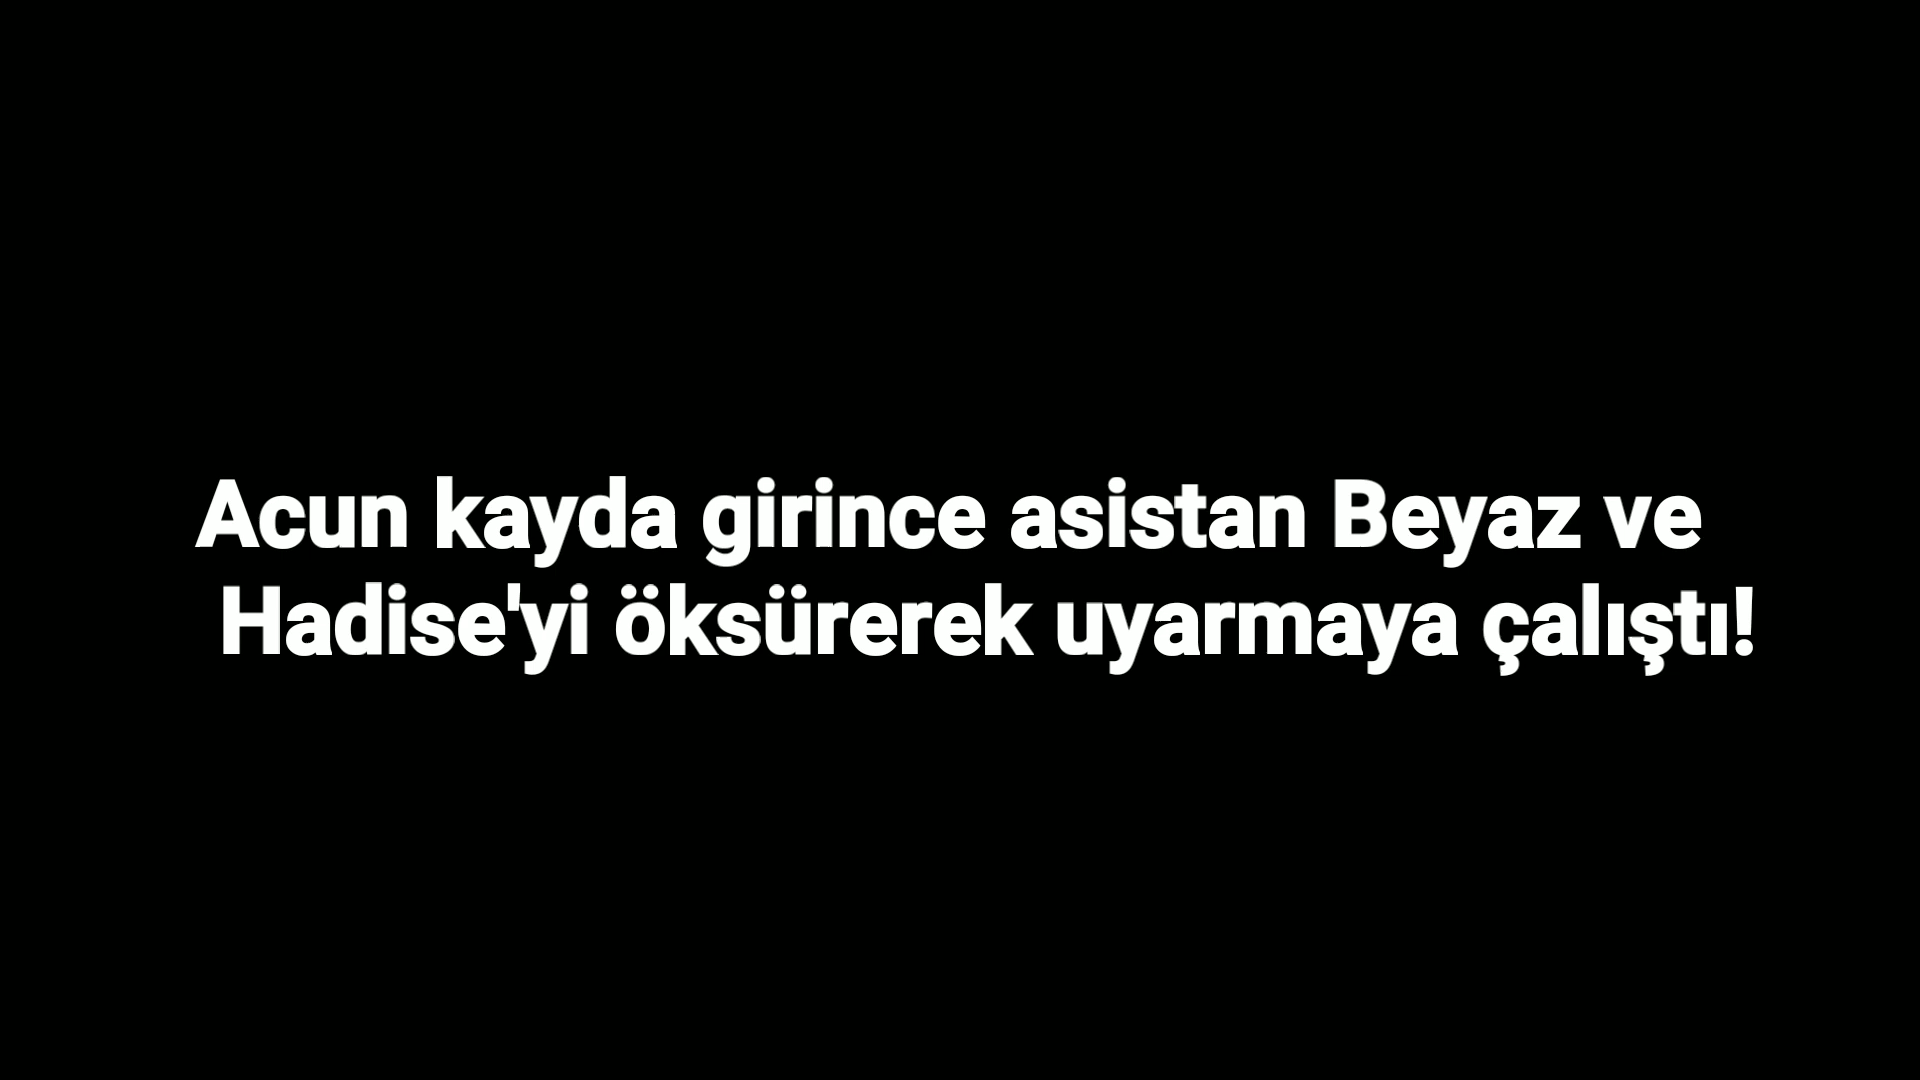 Acun kayda girince asistan Beyaz ve
Hadise'yi öksürerek uyarmaya çalıştı!